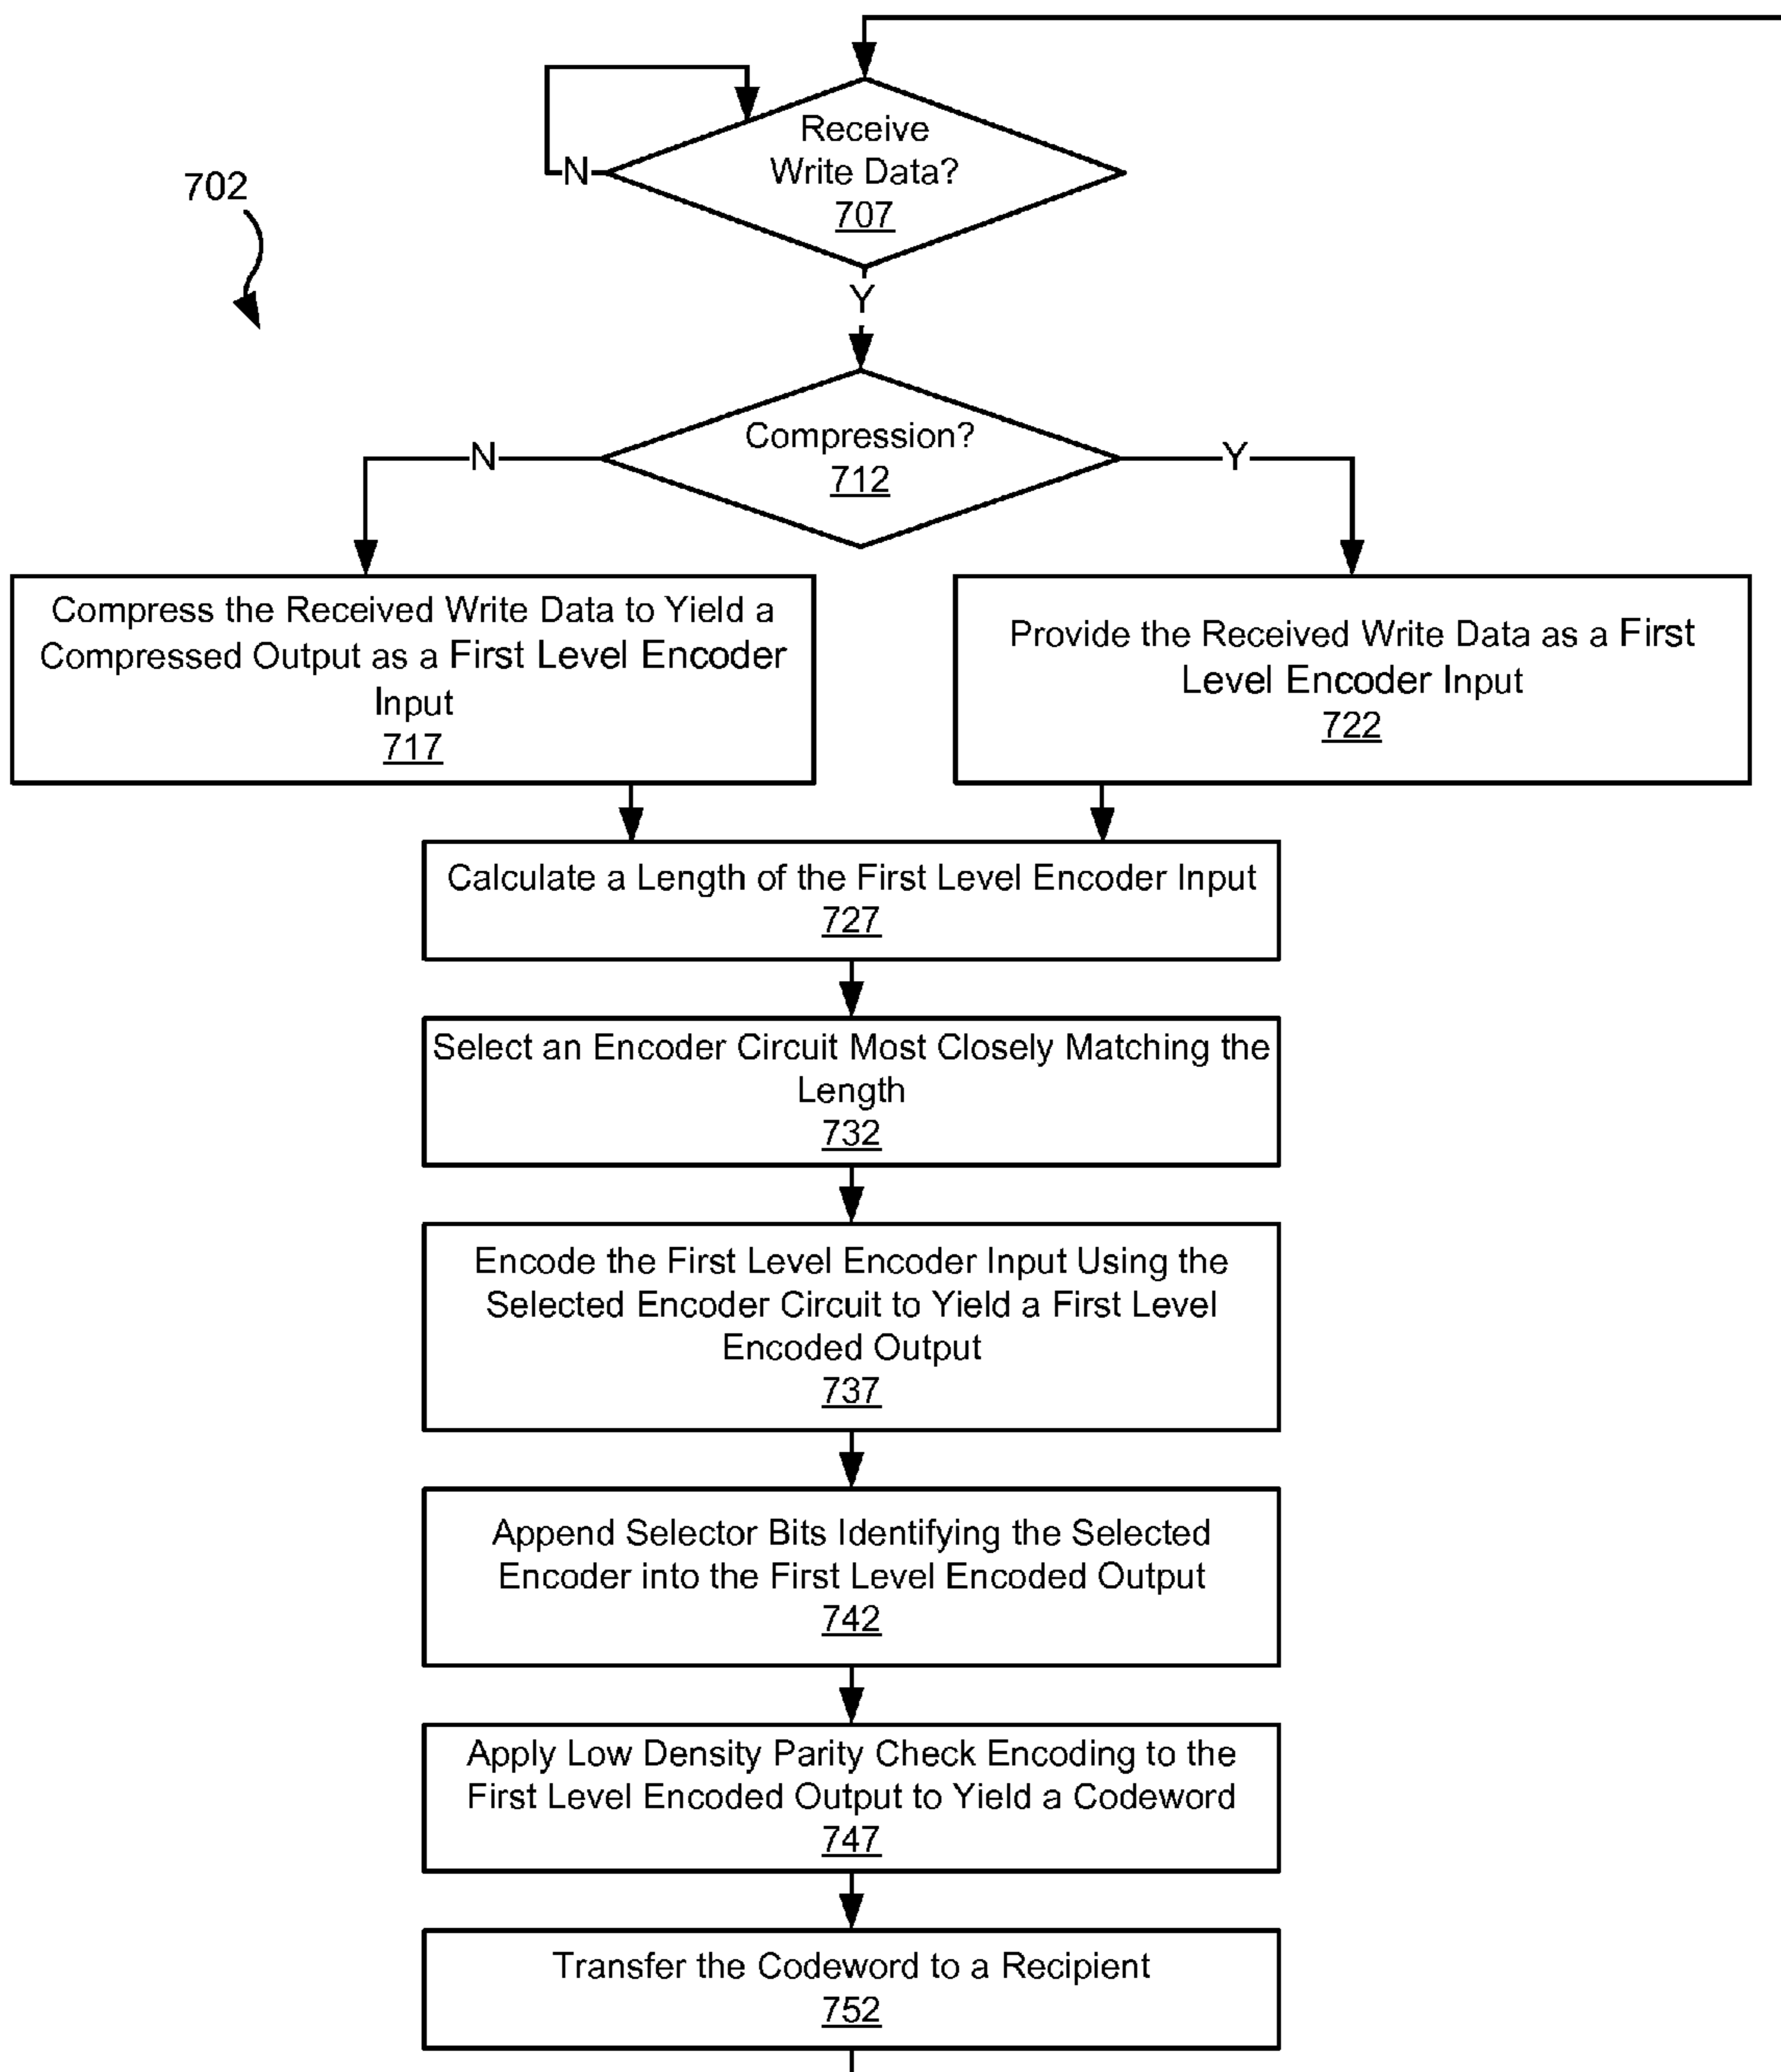 Receive
Write Data?
707
N
702
Y
Compression?
712
N
Y
Compress the Received Write Data to Yield a
Compressed Output as a First Level Encoder
Input
717
Provide the Received Write Data as a First
Level Encoder Input
722
Calculate a Length of the First Level Encoder Input
727
Select an Encoder Circuit Most Closely Matching the
Length
732
Encode the First Level Encoder Input Using the
Selected Encoder Circuit to Yield a First Level
Encoded Output
737
Append Selector Bits Identifying the Selected
Encoder into the First Level Encoded Output
742
Apply Low Density Parity Check Encoding to the
First Level Encoded Output to Yield a Codeword
747
Transfer the Codeword to a Recipient
752